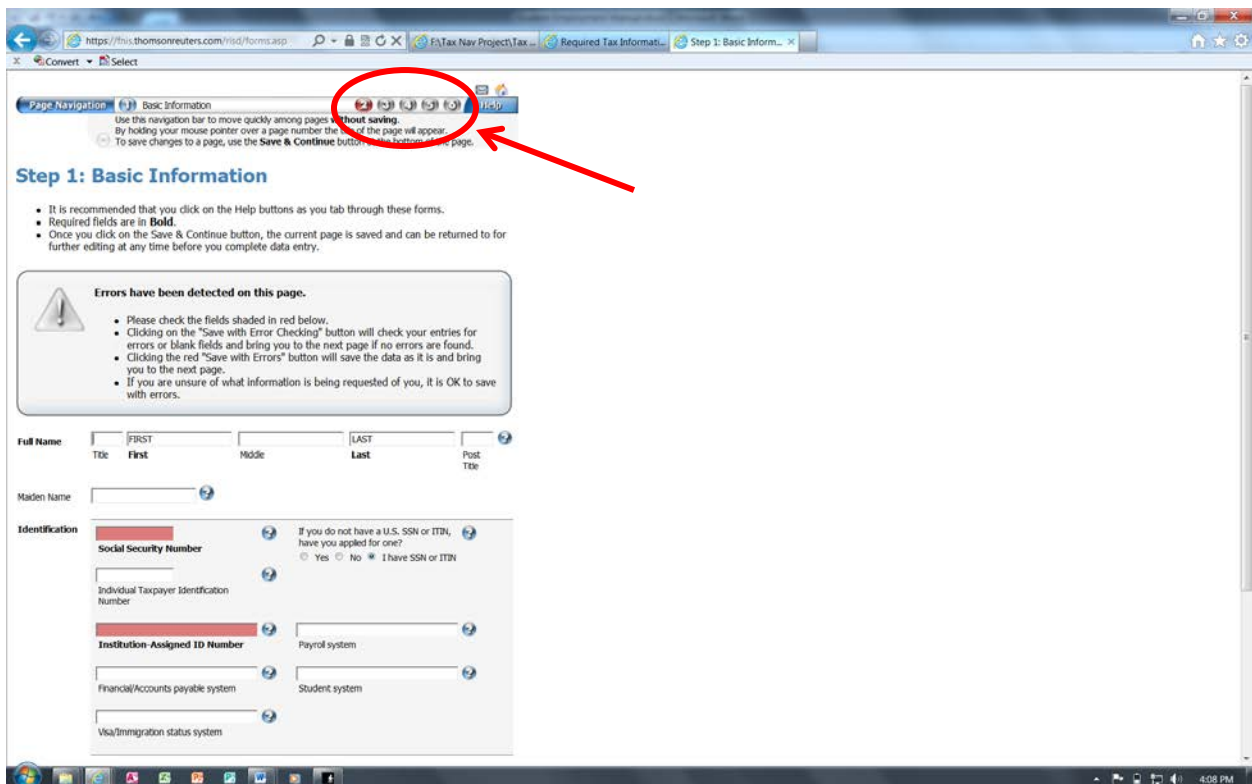 https://fnis.thomsonreuters.com/risd/forms.asp
F:\Tax Nav Project\Tax ...
Required Tax Informati...
Step 1: Basic Inform...
Convert
Select
Page Navigation 1 Basic Information 2 3 4 5 6 Help
Use this navigation bar to move quickly among pages without saving.
By holding your mouse pointer over a page number the of the page will appear.
To save changes to a page, use the Save & Continue button at the bottom of the page.
Step 1: Basic Information
It is recommended that you click on the Help buttons as you tab through these forms.
Required fields are in Bold.
Once you click on the Save & Continue button, the current page is saved and can be returned to for
further editing at any time before you complete data entry.
Errors have been detected on this page.
Please check the fields shaded in red below.
Clicking on the "Save with Error Checking" button will check your entries for
errors or blank fields and bring you to the next page if no errors are found.
Clicking the red "Save with Errors" button will save the data as it is and bring
you to the next page.
If you are unsure of what information is being requested of you, it is OK to save
with errors.
Full Name FIRST LAST
Title First Middle Last Post
Title
Maiden Name
Identification
If you do not have a U.S. SSN or ITIN,
have you applied for one?
Social Security Number
Yes No I have SSN or ITIN
Individual Taxpayer Identification
Number
Institution-Assigned ID Number Payroll system
Financial/Accounts payable system Student system
Visa/Immigration status system
4:08 PM